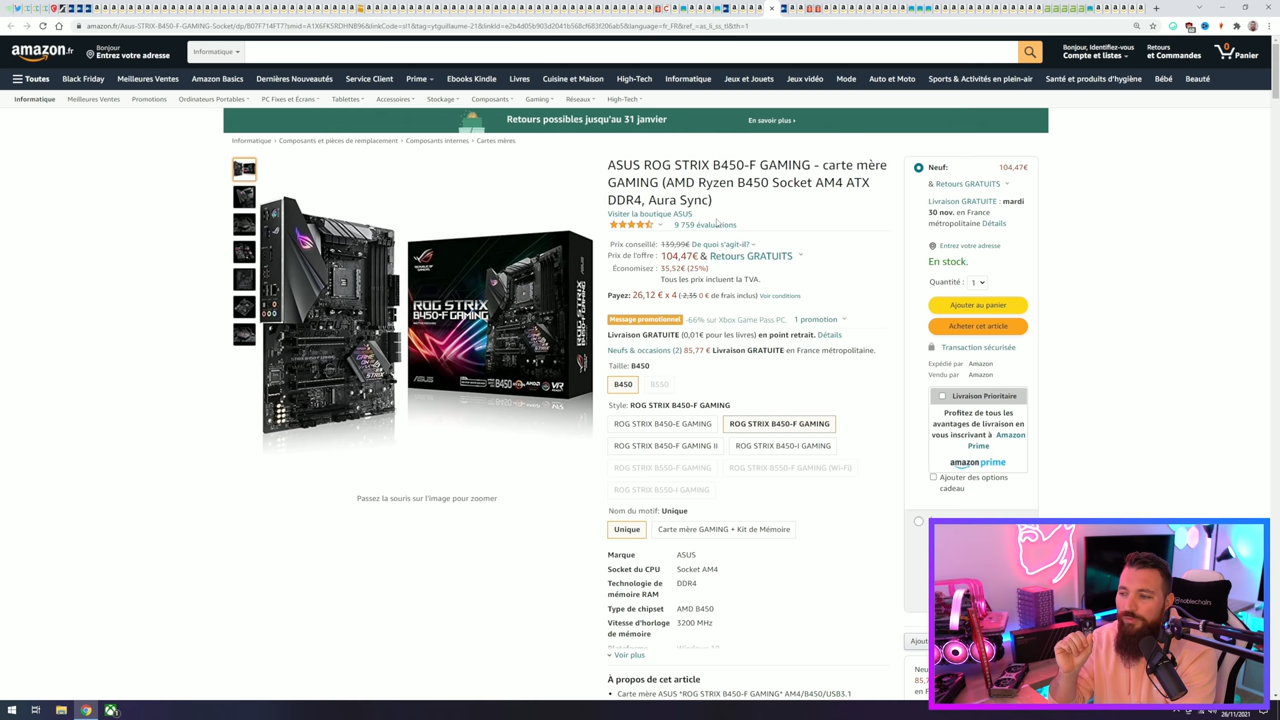 amazon.fr/Asus-STRIX-B450-F-GAMING-Socket/dp/B07F714FT7?smid=A1X6FK5RDHNB96&linkCode=sl1&tag=ytguillaume-21&linkId=e2b4d05b903d2041b568cf683f206ab5&language=fr_FR&ref_=as_li_ss_tl&th=1
amazon.fr
Bonjour
Entrez votre adresse
Informatique
Bonjour, Identifiez-vous
Compte et listes
Retours
et Commandes
0
Panier
Toutes Black Friday Meilleures Ventes Amazon Basics Dernières Nouveautés Service Client Prime Ebooks Kindle Livres Cuisine et Maison High-Tech Informatique Jeux et Jouets Jeux vidéo Mode Auto et Moto Sports & Activités en plein-air Santé et produits d'hygiène Bébé Beauté
Informatique Meilleures Ventes Promotions Ordinateurs Portables PC Fixes et Écrans Tablettes Accessoires Stockage Composants Gaming Réseaux High-Tech
Retours possibles jusqu'au 31 janvier
En savoir plus ›
Informatique › Composants et pièces de remplacement › Composants internes › Cartes mères
ASUS ROG STRIX B450-F GAMING - carte mère
GAMING (AMD Ryzen B450 Socket AM4 ATX
DDR4, Aura Sync)
Visiter la boutique ASUS
9 759 évaluations
Prix conseillé: 139,99€ De quoi s'agit-il?
Prix de l'offre : 104,47€ & Retours GRATUITS
Économisez : 35,52€ (25%)
Tous les prix incluent la TVA.
Payez: 26,12 € x 4 (-2,35 0 € de frais inclus) Voir conditions
Message promotionnel -66% sur Xbox Game Pass PC. 1 promotion
Livraison GRATUITE (0,01€ pour les livres) en point retrait. Détails
Neufs & occasions (2) 85,77 € Livraison GRATUITE en France métropolitaine.
Taille: B450
B450 B550
Style: ROG STRIX B450-F GAMING
ROG STRIX B450-E GAMING ROG STRIX B450-F GAMING
ROG STRIX B450-F GAMING II ROG STRIX B450-I GAMING
ROG STRIX B550-F GAMING ROG STRIX B550-F GAMING (Wi-Fi)
ROG STRIX B550-I GAMING
Nom du motif: Unique
Unique Carte mère GAMING + Kit de Mémoire
Marque ASUS
Socket du CPU Socket AM4
Technologie de
mémoire RAM DDR4
Type de chipset AMD B450
Vitesse d'horloge
de mémoire 3200 MHz
Plateforme Windows 10
Voir plus
À propos de cet article
• Carte mère ASUS *ROG STRIX B450-F GAMING* AM4/B450/USB3.1
ROG STRIX
B450-F GAMING
ASUS
B450
VR
Passez la souris sur l'image pour zoomer
Neuf: 104,47€
& Retours GRATUITS
Livraison GRATUITE : mardi
30 nov. en France
métropolitaine Détails
Entrez votre adresse
En stock.
Quantité : 1
Ajouter au panier
Acheter cet article
Transaction sécurisée
Expédié par Amazon
Vendu par Amazon
Livraison Prioritaire
Profitez de tous les
avantages de livraison en
vous inscrivant à Amazon
Prime
amazon prime
Ajouter des options
cadeau
Ajout
Neu
85,7
en F
noblechairs
26/11/2021